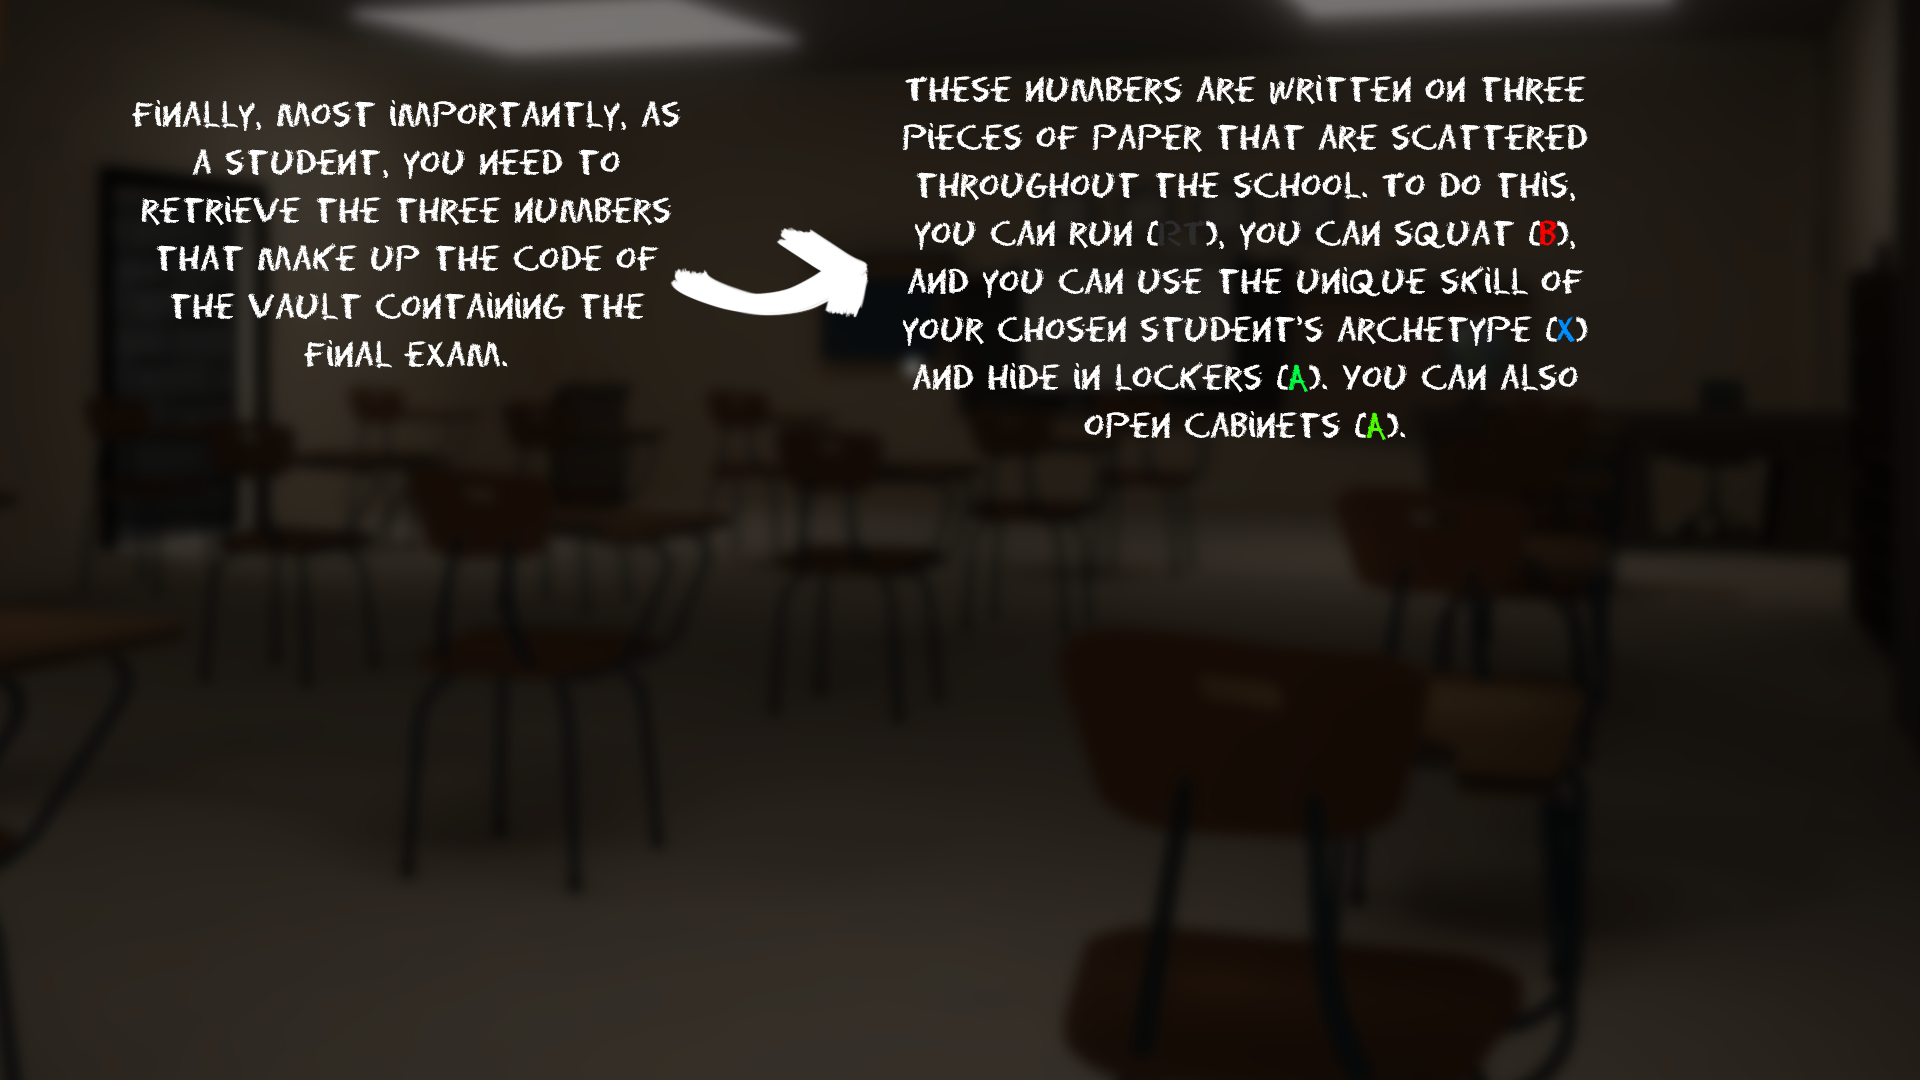 FINALLY, MOST IMPORTANTLY, AS
A STUDENT, YOU NEED TO
RETRIEVE THE THREE NUMBERS
THAT MAKE UP THE CODE OF
THE VAULT CONTAINING THE
FINAL EXAM.
THESE NUMBERS ARE WRITTEN ON THREE
PIECES OF PAPER THAT ARE SCATTERED
THROUGHOUT THE SCHOOL. TO DO THIS,
YOU CAN RUN (RT), YOU CAN SQUAT (B),
AND YOU CAN USE THE UNIQUE SKILL OF
YOUR CHOSEN STUDENT'S ARCHETYPE (X)
AND HIDE IN LOCKERS (A). YOU CAN ALSO
OPEN CABINETS (A).